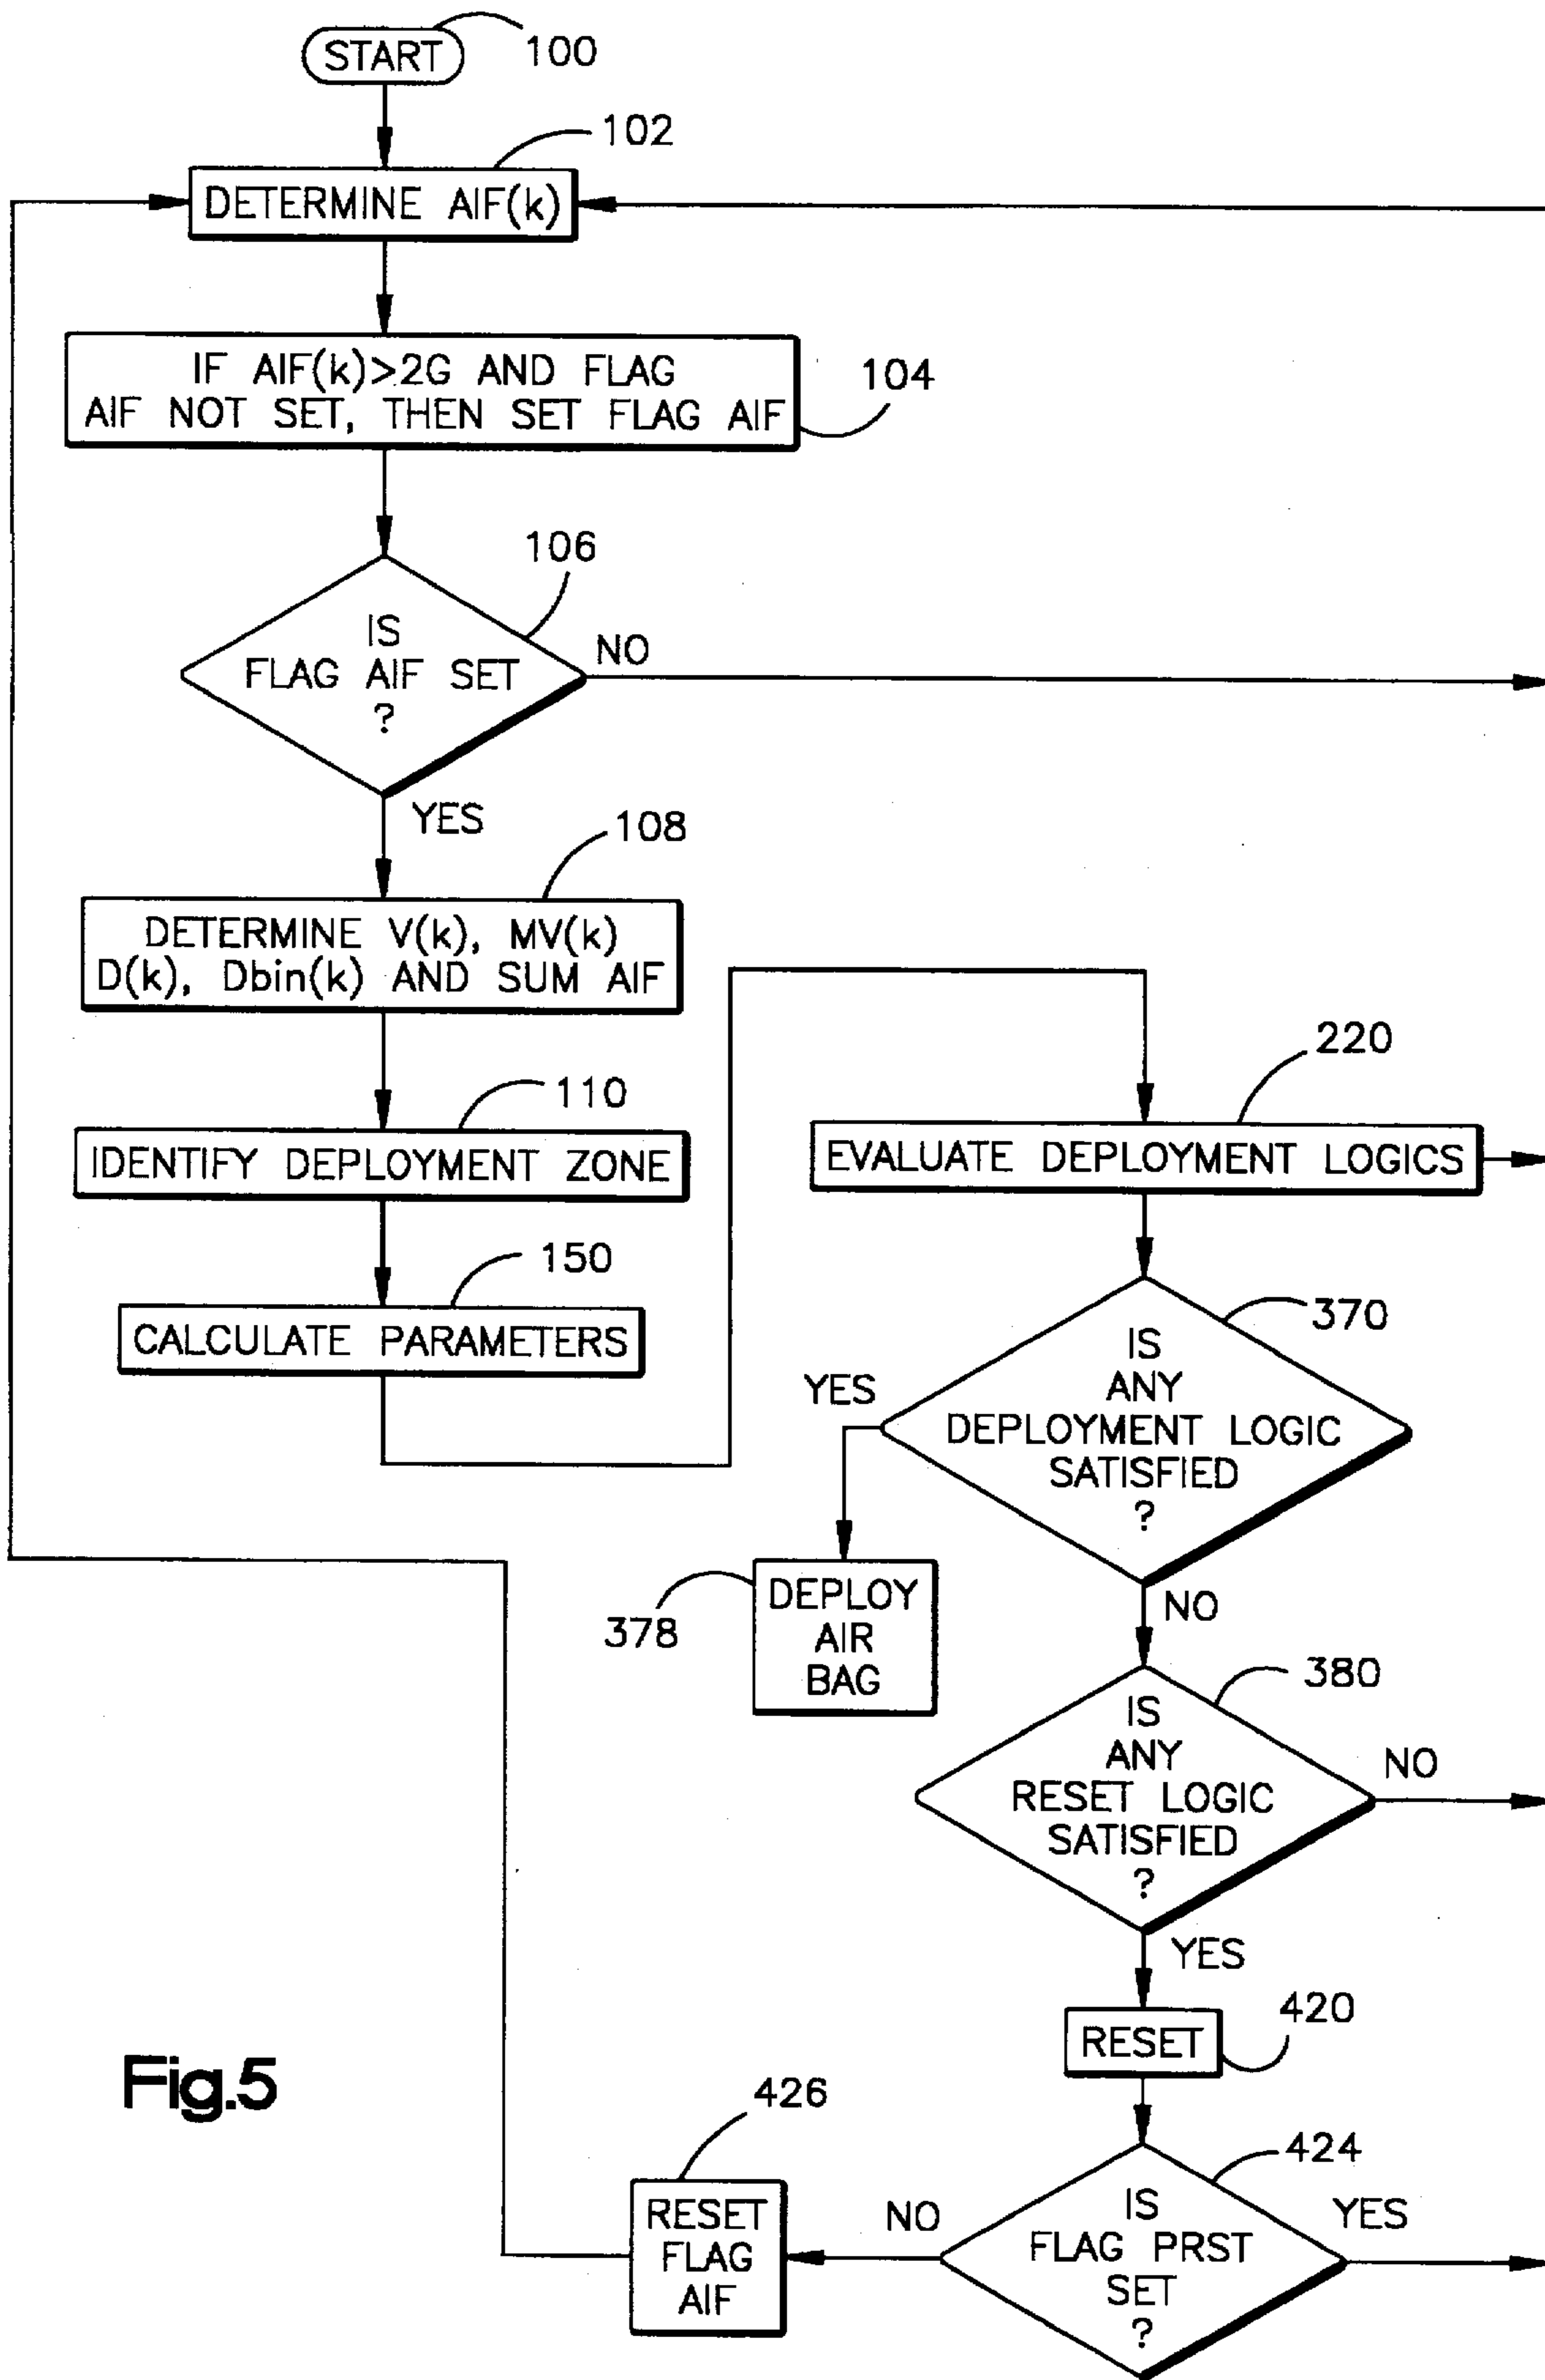 START
100
102
DETERMINE AIF(k)
IF AIF(k)>2G AND FLAG
AIF NOT SET, THEN SET FLAG AIF
104
106
IS
FLAG AIF SET
?
NO
YES
108
DETERMINE V(k), MV(k)
D(k), Dbin(k) AND SUM AIF
110
IDENTIFY DEPLOYMENT ZONE
150
CALCULATE PARAMETERS
220
EVALUATE DEPLOYMENT LOGICS
370
IS
ANY
DEPLOYMENT LOGIC
SATISFIED
?
YES
378
DEPLOY
AIR
BAG
NO
380
IS
ANY
RESET LOGIC
SATISFIED
?
NO
YES
RESET
420
424
IS
FLAG PRST
SET
?
YES
NO
426
RESET
FLAG
AIF
Fig.5